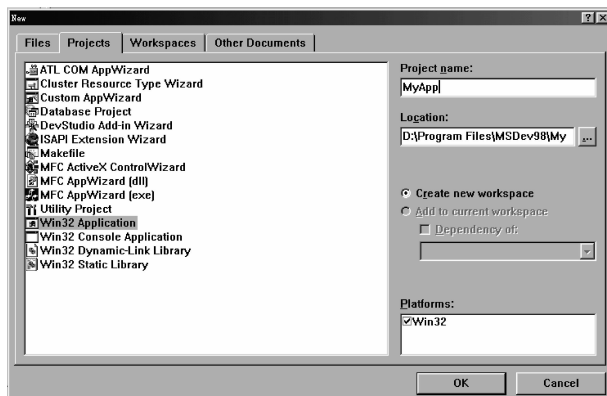 New
Files
Projects
Workspaces
Other Documents
ATL COM AppWizard
Cluster Resource Type Wizard
Custom AppWizard
Database Project
DevStudio Add-in Wizard
ISAPI Extension Wizard
Makefile
MFC ActiveX ControlWizard
MFC AppWizard (dll)
MFC AppWizard (exe)
Utility Project
Win32 Application
Win32 Console Application
Win32 Dynamic-Link Library
Win32 Static Library
Project name:
MyApp
Location:
D:\Program Files\MSDev98\My
...
Create new workspace
Add to current workspace
Dependency of:
Platforms:
Win32
OK
Cancel